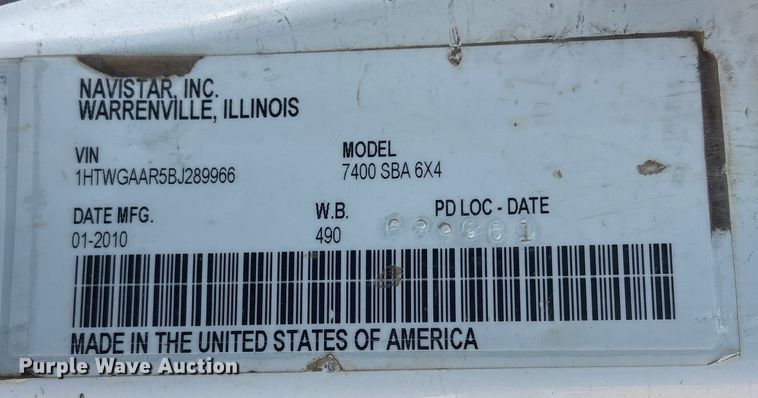 NAVISTAR, INC.
WARRENVILLE, ILLINOIS
VIN MODEL
1HTWGAAR5BJ289966 7400 SBA 6X4
DATE MFG. W.B. PD LOC - DATE
01-2010 490
MADE IN THE UNITED STATES OF AMERICA
Purple Wave Auction